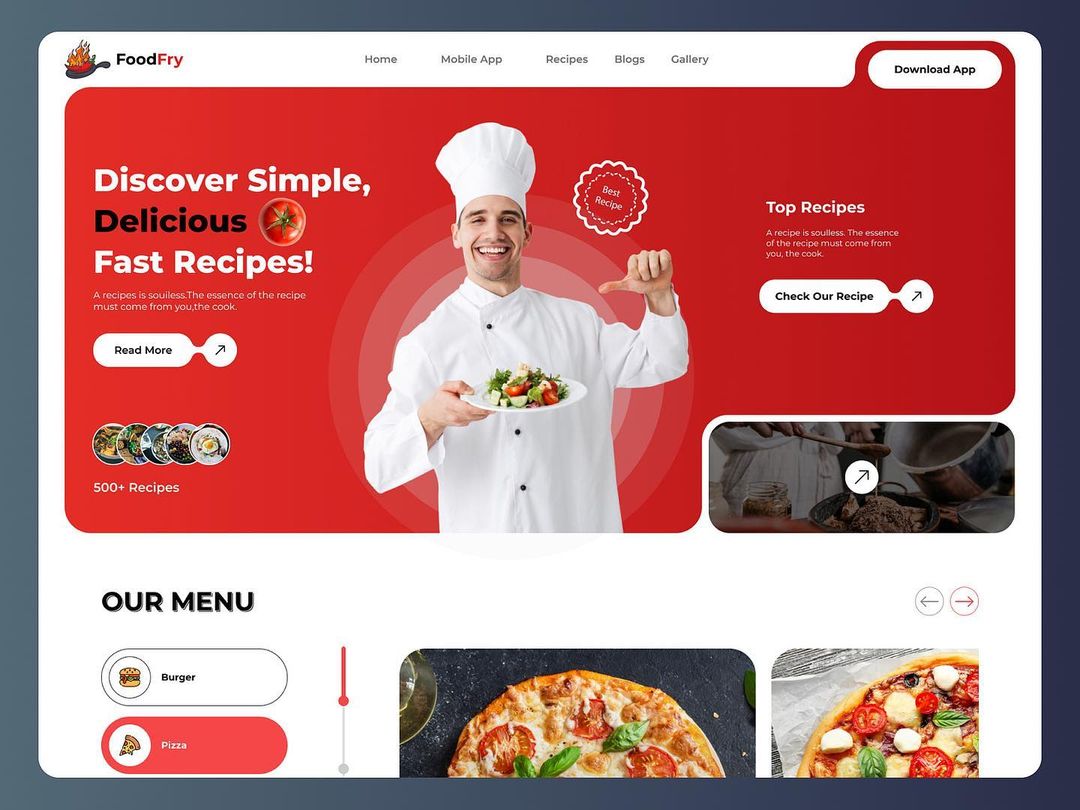 FoodFry
Home
Mobile App
Recipes
Blogs
Gallery
Download App
Discover Simple,
Delicious
Fast Recipes!
A recipes is souiless.The essence of the recipe
must come from you,the cook.
Read More
500+ Recipes
Best
Recipe
Top Recipes
A recipe is soulless. The essence
of the recipe must come from
you, the cook.
Check Our Recipe
OUR MENU
Burger
Pizza